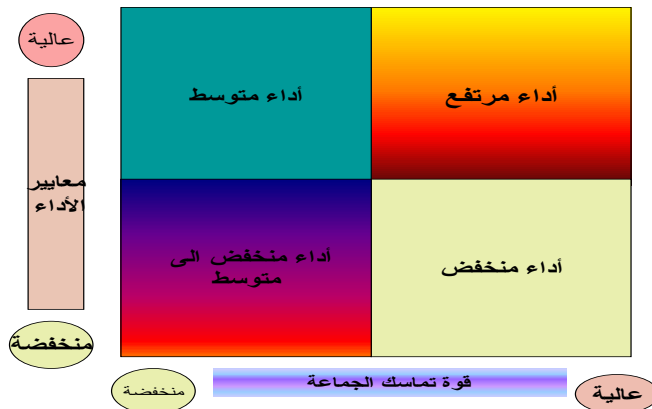 عالية
أداء مرتفع
أداء متوسط
معايير
الأداء
أداء منخفض
أداء منخفض الى
متوسط
منخفضة
قوة تماسك الجماعة
عالية
منخفضة